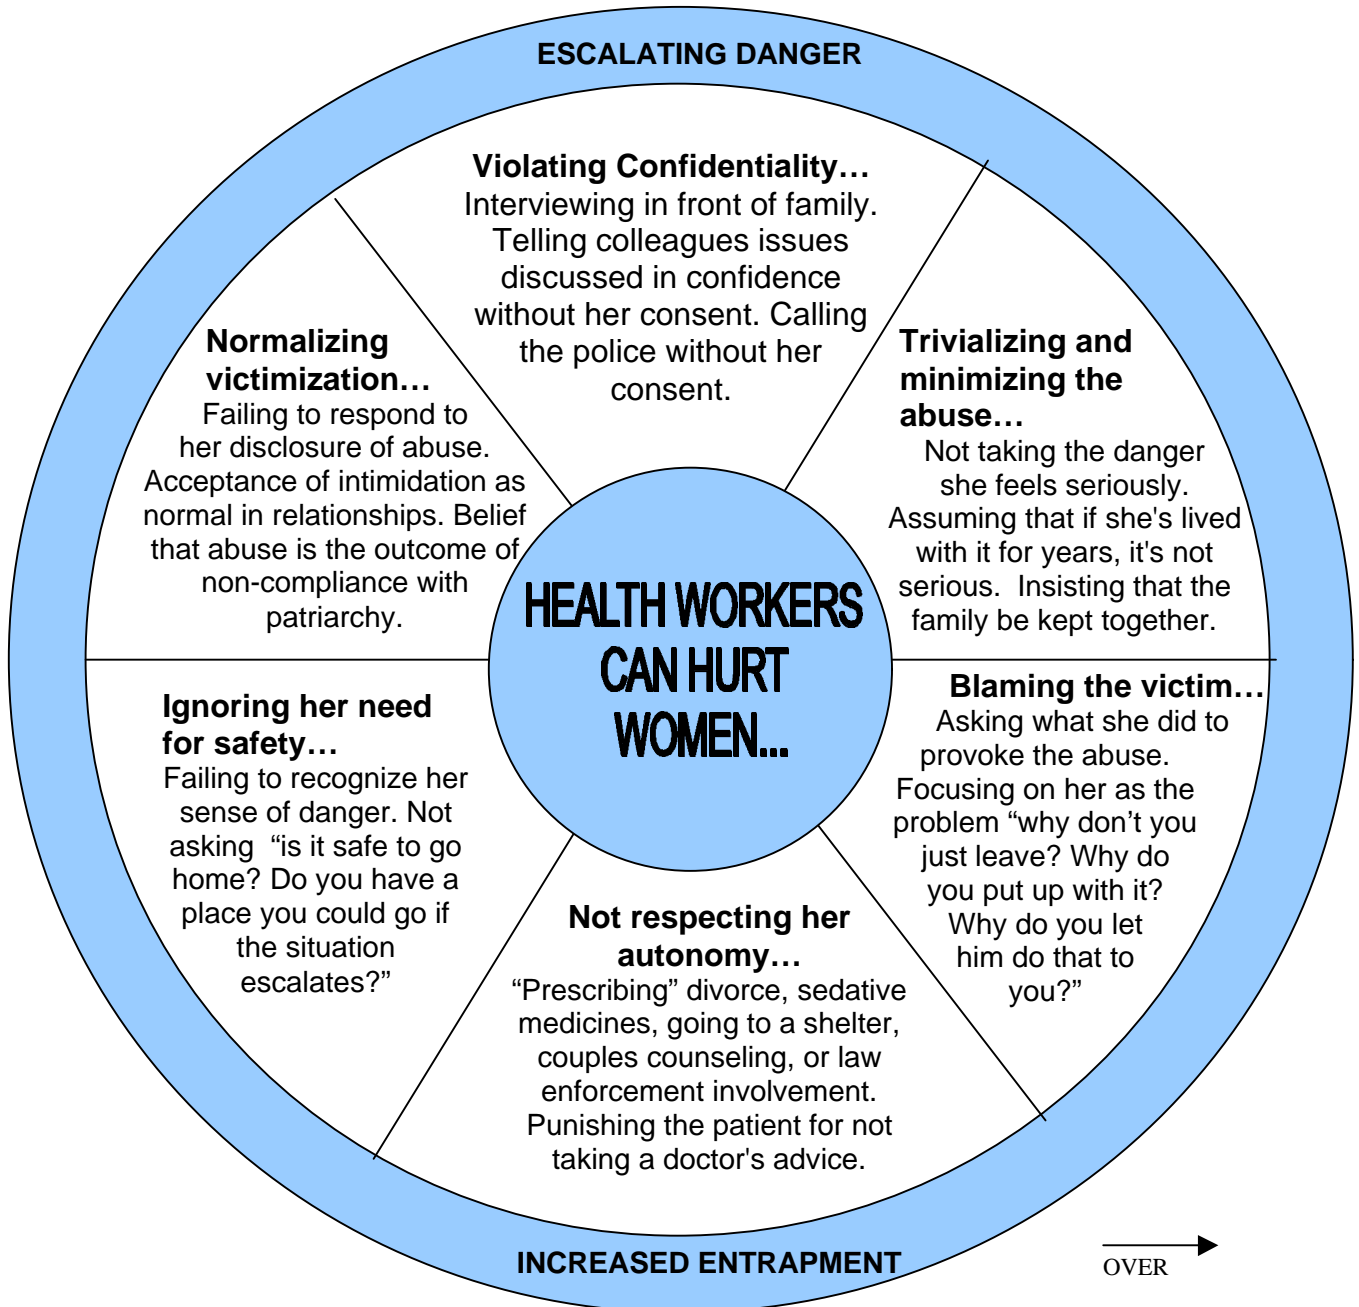 ESCALATING DANGER
Violating Confidentiality…
Interviewing in front of family.
Telling colleagues issues
discussed in confidence
without her consent. Calling
the police without her
consent.
Trivializing and
minimizing the
abuse…
Not taking the danger
she feels seriously.
Assuming that if she's lived
with it for years, it's not
serious.  Insisting that the
family be kept together.
Blaming the victim…
Asking what she did to
provoke the abuse.
Focusing on her as the
problem “why don’t you
just leave? Why do
you put up with it?
Why do you let
him do that to
you?”
Not respecting her
autonomy…
“Prescribing” divorce, sedative
medicines, going to a shelter,
couples counseling, or law
enforcement involvement.
Punishing the patient for not
taking a doctor's advice.
Ignoring her need
for safety…
Failing to recognize her
sense of danger. Not
asking  “is it safe to go
home? Do you have a
place you could go if
the situation
escalates?”
Normalizing
victimization…
Failing to respond to
her disclosure of abuse.
Acceptance of intimidation as
normal in relationships. Belief
that abuse is the outcome of
non-compliance with
patriarchy.
HEALTH WORKERS
CAN HURT
WOMEN...
INCREASED ENTRAPMENT
OVER